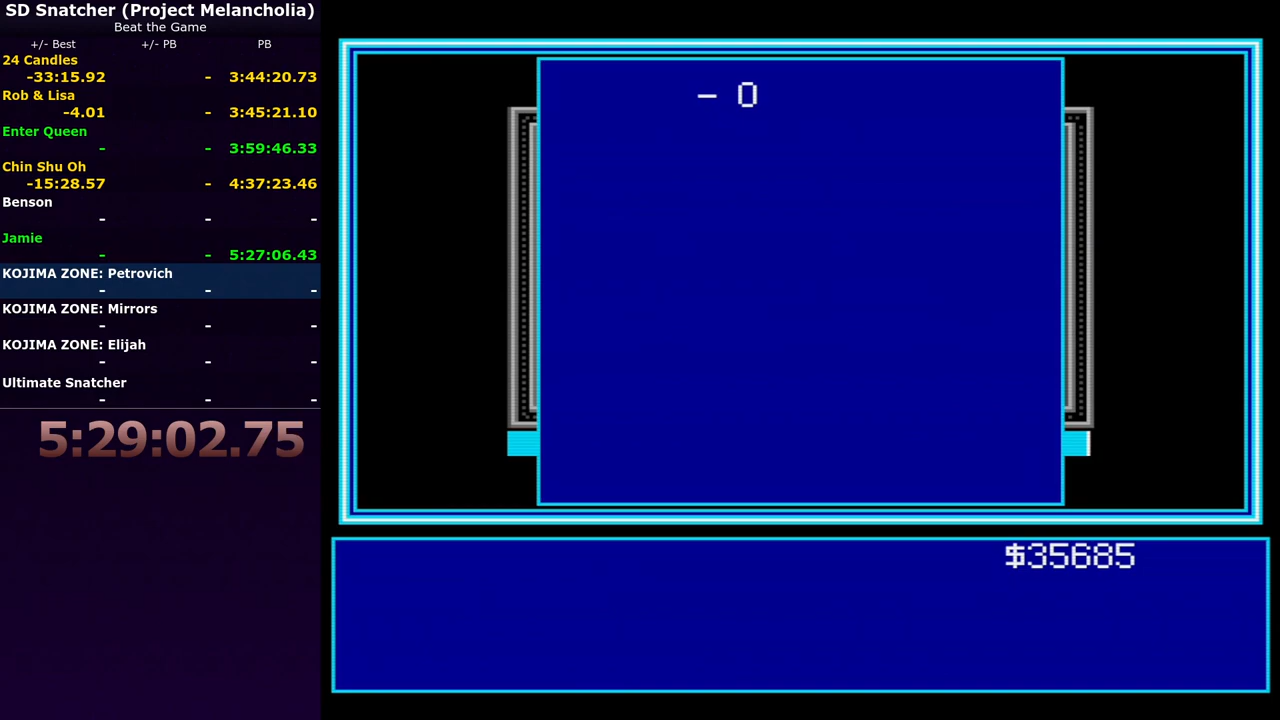 SD Snatcher (Project Melancholia)
Beat the Game
+/- Best +/- PB PB
24 Candles
-33:15.92 - 3:44:20.73
Rob & Lisa
-4.01 - 3:45:21.10
Enter Queen
- - 3:59:46.33
Chin Shu Oh
-15:28.57 - 4:37:23.46
Benson
- - -
Jamie
- - 5:27:06.43
KOJIMA ZONE: Petrovich
- - -
KOJIMA ZONE: Mirrors
- - -
KOJIMA ZONE: Elijah
- - -
Ultimate Snatcher
- - -
5:29:02.75
- 0
$35685